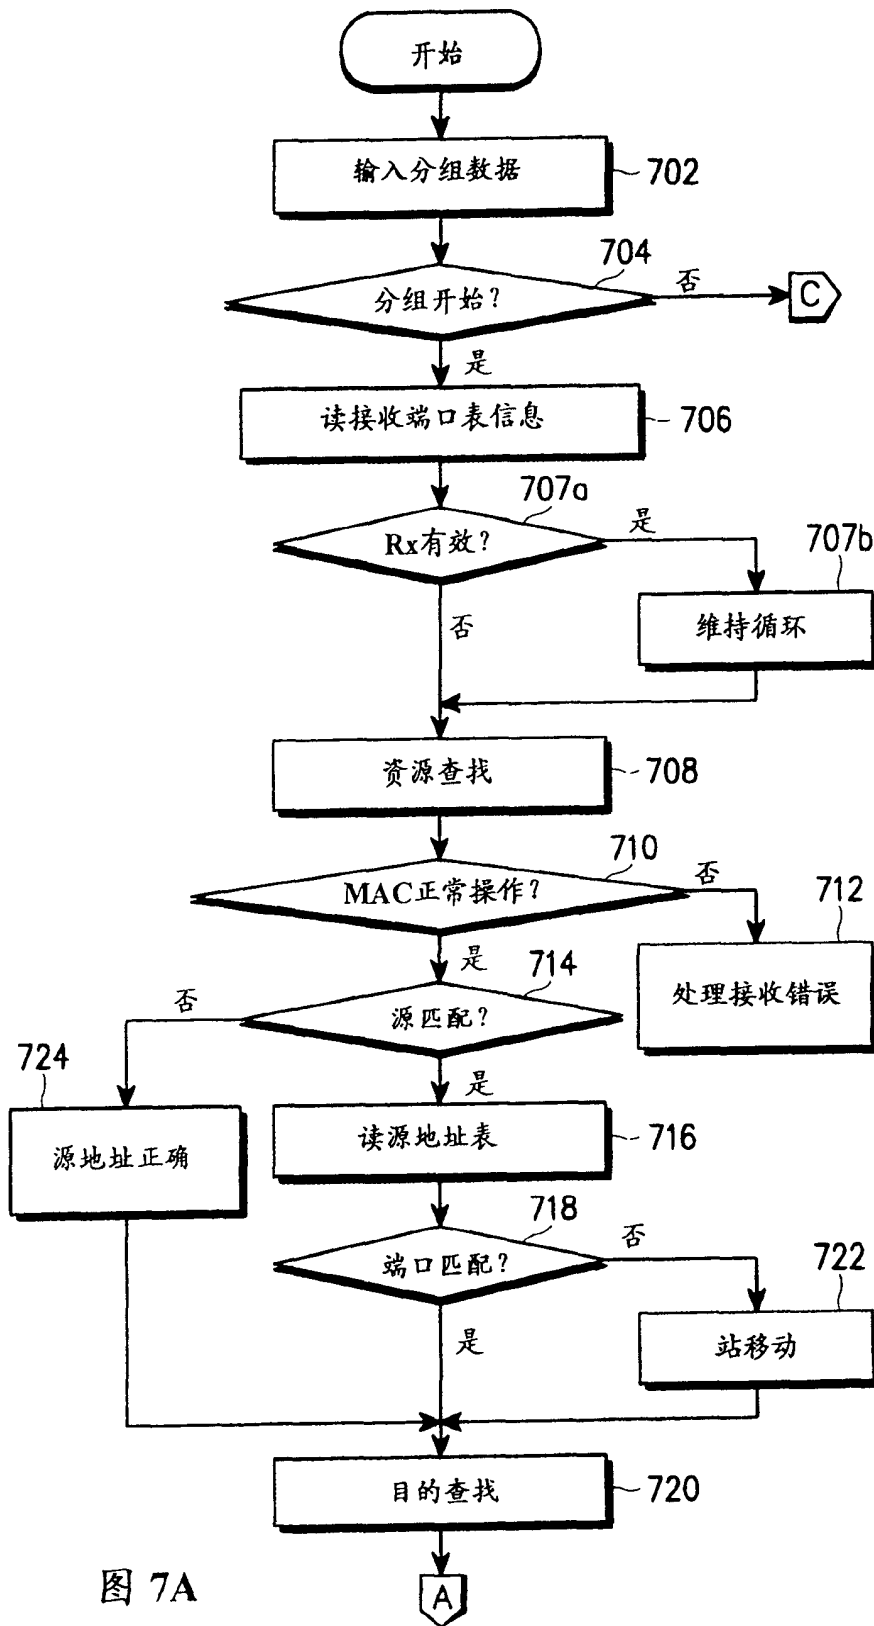 开始
输入分组数据
702
704
分组开始?
否
C
是
读接收端口表信息
706
707a
Rx有效?
是
707b
维持循环
否
资源查找
708
710
MAC正常操作?
否
712
处理接收错误
是
714
源匹配?
否
724
源地址正确
是
读源地址表
716
718
端口匹配?
否
722
站移动
是
目的查找
720
A
图 7A